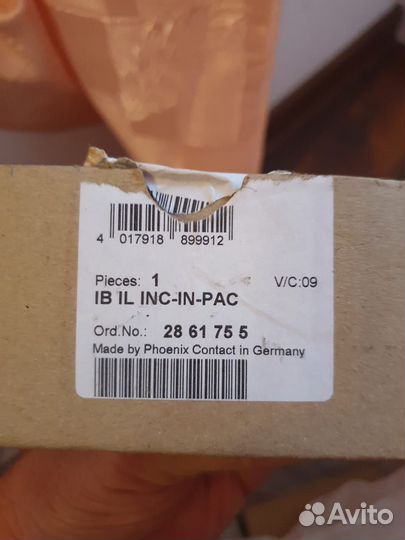 4 017918 899912
Pieces: 1 V/C:09
IB IL INC-IN-PAC
Ord.No.: 28 61 75 5
Made by Phoenix Contact in Germany
Avito